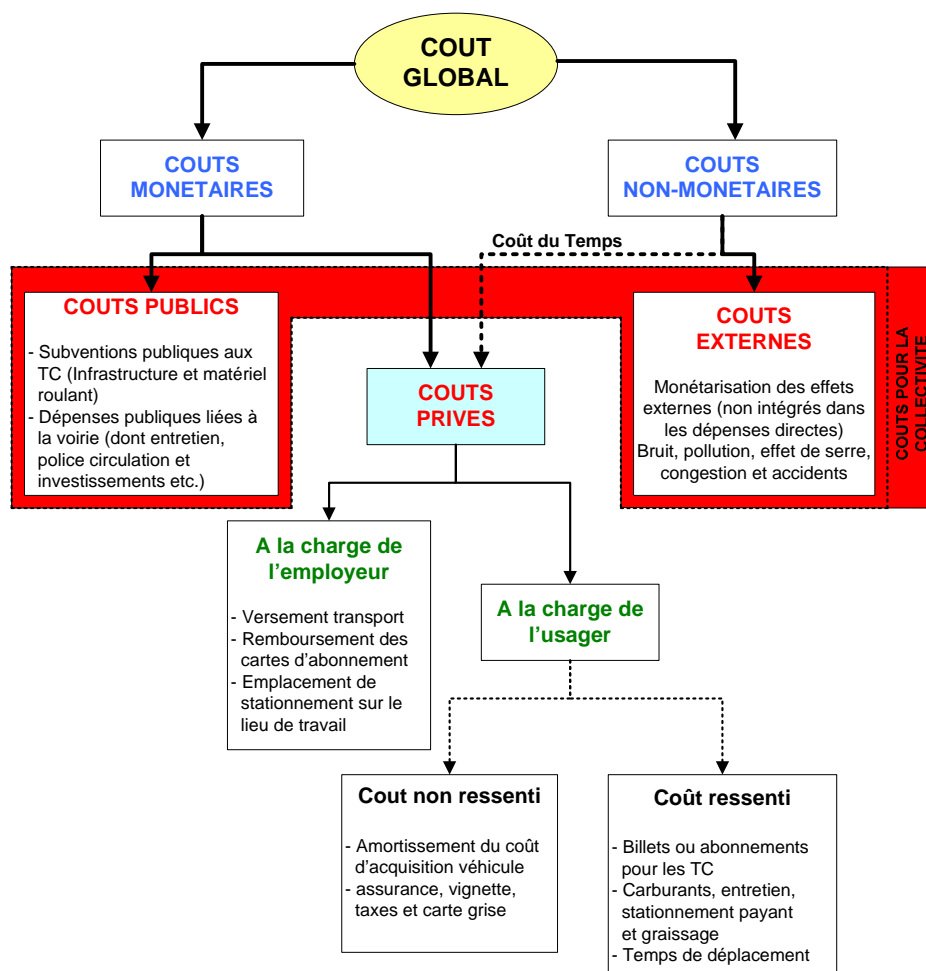 COUT
GLOBAL
COUTS
MONETAIRES
COUTS
NON-MONETAIRES
Coût du Temps
COUTS PUBLICS
- Subventions publiques aux
TC (Infrastructure et matériel
roulant)
- Dépenses publiques liées à
la voirie (dont entretien,
police circulation et
investissements etc.)
COUTS
PRIVES
COUTS
EXTERNES
Monétarisation des effets
externes (non intégrés dans
les dépenses directes)
Bruit, pollution, effet de serre,
congestion et accidents
COUTS POUR LA
COLLECTIVITE
A la charge de
l'employeur
- Versement transport
- Remboursement des
cartes d'abonnement
- Emplacement de
stationnement sur le
lieu de travail
A la charge de
l'usager
Cout non ressenti
- Amortissement du coût
d'acquisition véhicule
- assurance, vignette,
taxes et carte grise
Coût ressenti
- Billets ou abonnements
pour les TC
- Carburants, entretien,
stationnement payant
et graissage
- Temps de déplacement